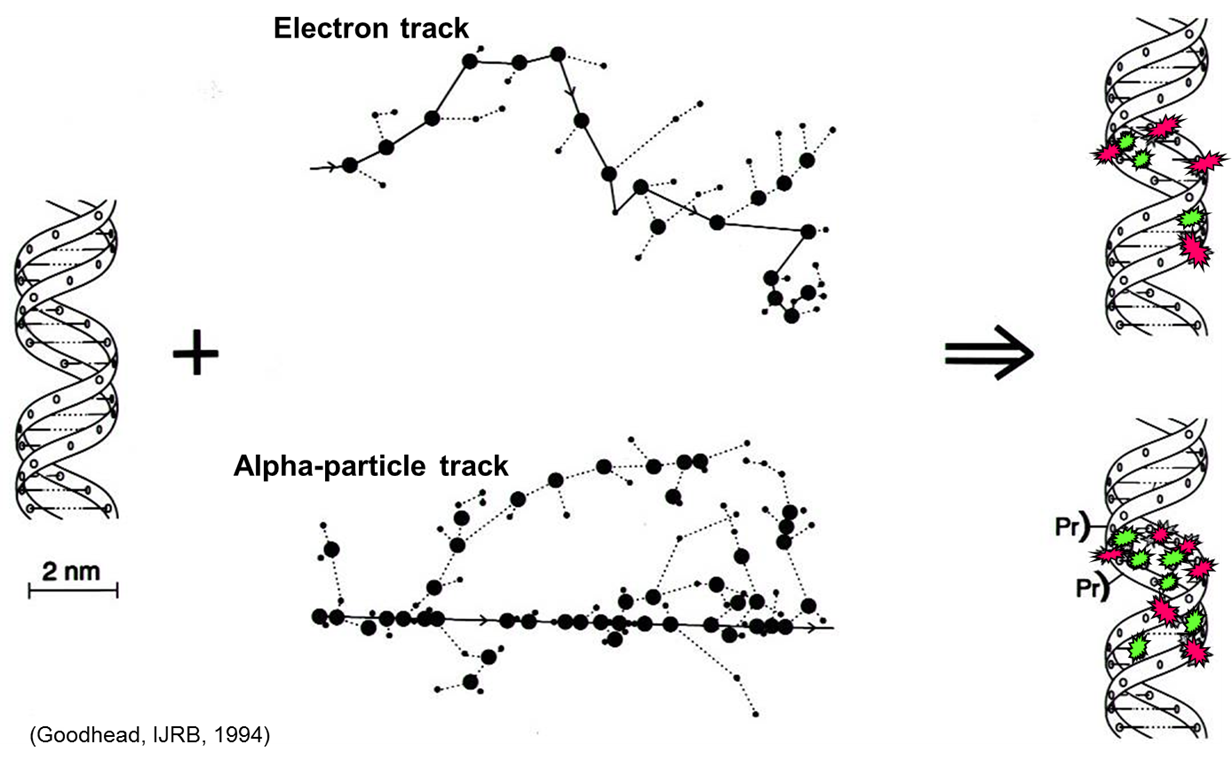 Electron track
2 nm
Alpha-particle track
Pr)
Pr)
(Goodhead, IJRB, 1994)